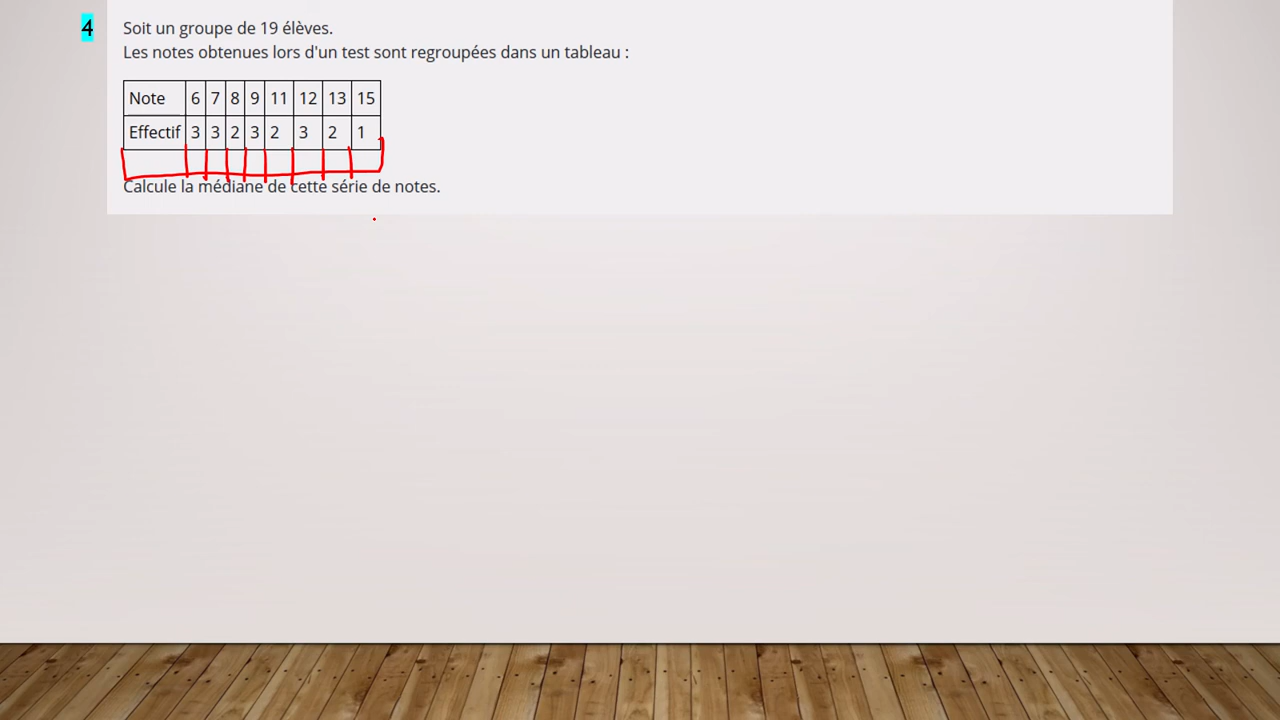 4
Soit un groupe de 19 élèves.
Les notes obtenues lors d'un test sont regroupées dans un tableau :
Note 6 7 8 9 11 12 13 15
Effectif 3 3 2 3 2 3 2 1
Calcule la médiane de cette série de notes.